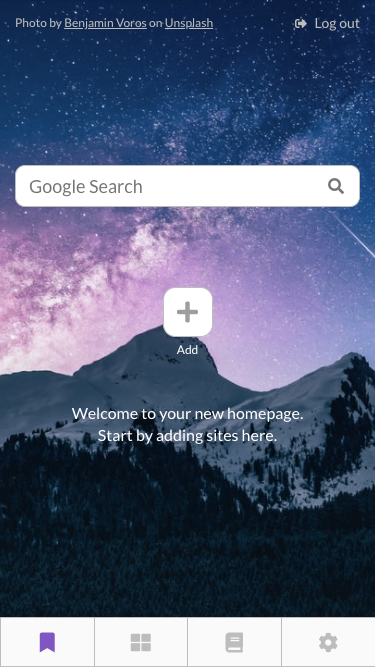 Photo by Benjamin Voros on Unsplash
Log out
Google Search
Add
Welcome to your new homepage.
Start by adding sites here.